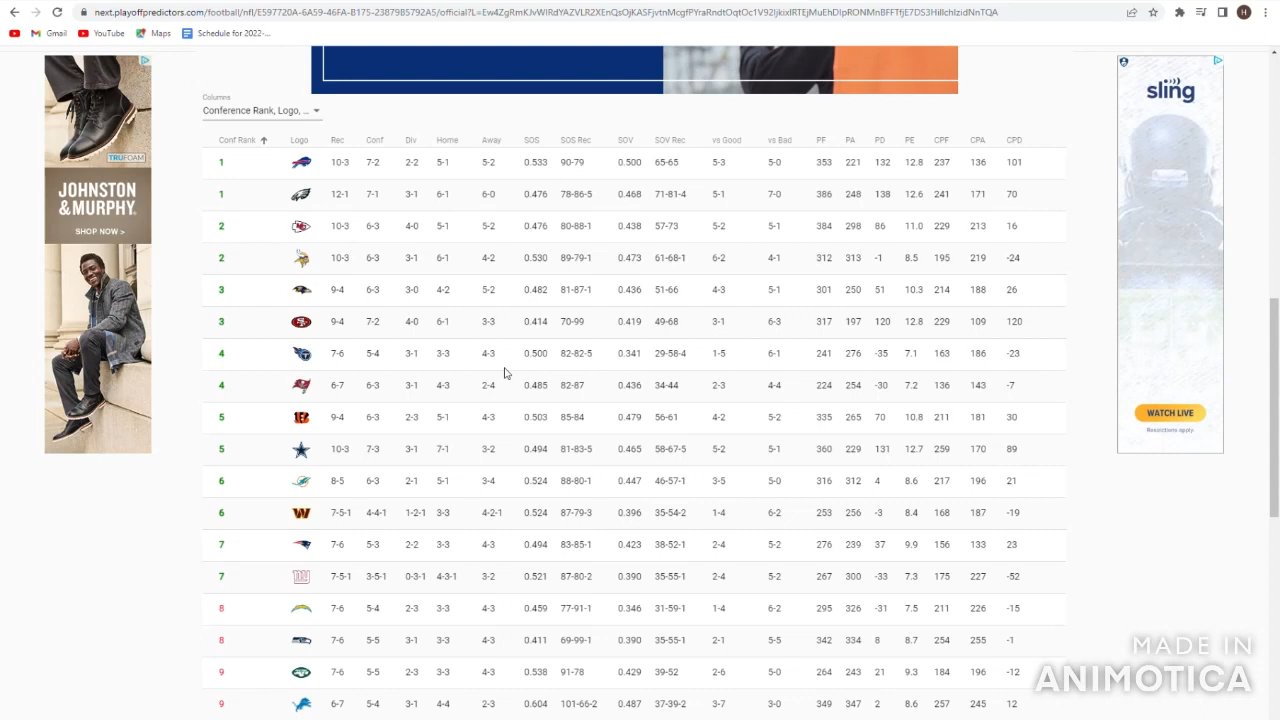 next.playoffpredictors.com/football/nfl/E597720A-6A59-46FA-B175-23879B5792A5/official?L=
Gmail YouTube Maps Schedule for 2022-...
JOHNSTON
&MURPHY.
SHOP NOW >
TRUFOAM
sling
WATCH LIVE
Restrictions apply
Columns
Conference Rank, Logo, ...
Conf Rank Logo Rec Conf Div Home Away SOS SOS Rec SOV SOV Rec vs Good vs Bad PF PA PD PE CPF CPA CPD
1 10-3 7-2 2-2 5-1 5-2 0.533 90-79 0.500 65-65 5-3 5-0 353 221 132 12.8 237 136 101
1 12-1 7-1 3-1 6-1 6-0 0.476 78-86-5 0.468 71-81-4 5-1 7-0 386 248 138 12.6 241 171 70
2 10-3 6-3 4-0 5-1 5-2 0.476 80-88-1 0.438 57-73 5-2 5-1 384 298 86 11.0 229 213 16
2 10-3 6-3 3-1 6-1 4-2 0.530 89-79-1 0.473 61-68-1 6-2 4-1 312 313 -1 8.5 195 219 -24
3 9-4 6-3 3-0 4-2 5-2 0.482 81-87-1 0.436 51-66 4-3 5-1 301 250 51 10.3 214 188 26
3 9-4 7-2 4-0 6-1 3-3 0.414 70-99 0.419 49-68 3-1 6-3 317 197 120 12.8 229 109 120
4 7-6 5-4 3-1 3-3 4-3 0.500 82-82-5 0.341 29-58-4 1-5 6-1 241 276 -35 7.1 163 186 -23
4 6-7 6-3 3-1 4-3 2-4 0.485 82-87 0.436 34-44 2-3 4-4 224 254 -30 7.2 136 143 -7
5 9-4 6-3 2-3 5-1 4-3 0.503 85-84 0.479 56-61 4-2 5-2 335 265 70 10.8 211 181 30
5 10-3 7-3 3-1 7-1 3-2 0.494 81-83-5 0.465 58-67-5 5-2 5-1 360 229 131 12.7 259 170 89
6 8-5 6-3 2-1 5-1 3-4 0.524 88-80-1 0.447 46-57-1 3-5 5-0 316 312 4 8.6 217 196 21
6 7-5-1 4-4-1 1-2-1 3-3 4-2-1 0.524 87-79-3 0.396 35-54-2 1-4 6-2 253 256 -3 8.4 168 187 -19
7 7-6 5-3 2-2 3-3 4-3 0.494 83-85-1 0.423 38-52-1 2-4 5-2 276 239 37 9.9 156 133 23
7 7-5-1 3-5-1 0-3-1 4-3-1 3-2 0.521 87-80-2 0.390 35-55-1 2-4 5-2 267 300 -33 7.3 175 227 -52
8 7-6 5-4 2-3 3-3 4-3 0.459 77-91-1 0.346 31-59-1 1-4 6-2 295 326 -31 7.5 211 226 -15
8 7-6 5-5 3-1 3-3 4-3 0.411 69-99-1 0.390 35-55-1 2-1 5-5 342 334 8 8.7 254 255 -1
9 7-6 5-5 2-3 3-3 4-3 0.538 91-78 0.429 39-52 2-6 5-0 264 243 21 9.3 184 196 -12
9 6-7 5-4 3-1 4-4 2-3 0.604 101-66-2 0.487 37-39-2 3-7 3-0 349 347 2 8.6 257 245 12
MADE IN
ANIMOTICA